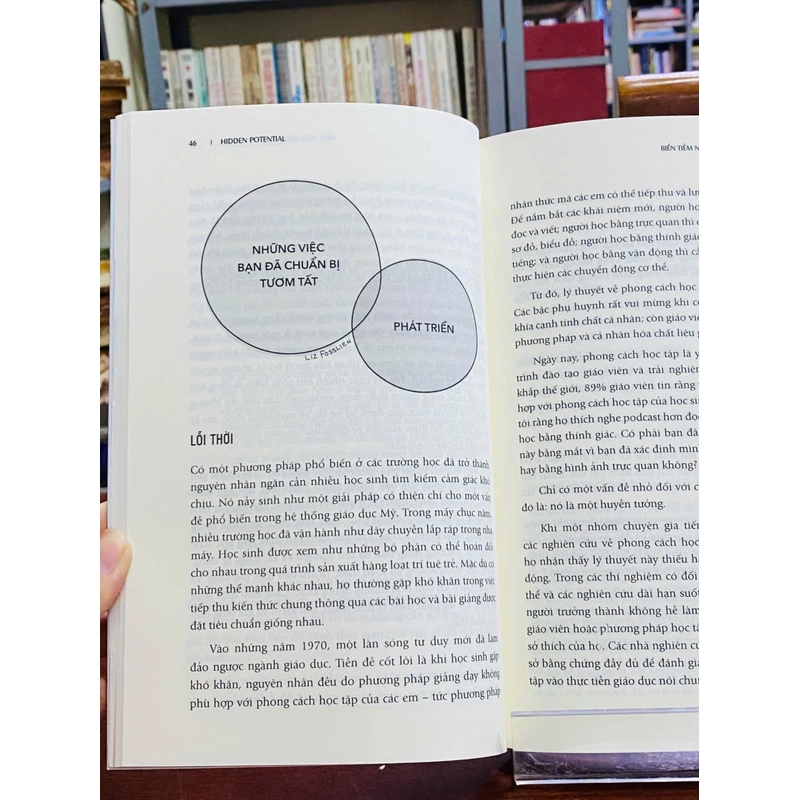 46 | HIDDEN POTENTIAL
NHỮNG VIỆC
BẠN ĐÃ CHUẨN BỊ
TƯƠM TẤT
PHÁT TRIỂN
LIZ FOSSLIEN
LỖI THỜI
Có một phương pháp phổ biến ở các trường học đã trở thành
nguyên nhân ngăn cản nhiều học sinh tìm kiếm cảm giác khó
chịu. Nó nảy sinh như một giải pháp có thiện chí cho một vấn
đề phổ biến trong hệ thống giáo dục Mỹ. Trong mấy chục năm,
nhiều trường học đã vận hành như dây chuyền lắp ráp trong nhà
máy. Học sinh được xem như những bộ phận có thể hoán đổi
cho nhau trong quá trình sản xuất hàng loạt trí tuệ trẻ. Mặc dù có
những thế mạnh khác nhau, họ thường gặp khó khăn trong việc
tiếp thu kiến thức chung thông qua các bài học và bài giảng được
đặt tiêu chuẩn giống nhau.
Vào những năm 1970, một làn sóng tư duy mới đã làm
đảo ngược ngành giáo dục. Tiền đề cốt lõi là khi học sinh gặp
khó khăn, nguyên nhân đều do phương pháp giảng dạy không
phù hợp với phong cách học tập của các em – tức phương pháp
BIẾN TIỀM N
nhận thức mà các em có thể tiếp thu và lưu
Để nắm bắt các khái niệm mới, người họ
đọc và viết; người học bằng trực quan thì c
sơ đồ, biểu đồ; người học bằng thính giác
tiếng; và người học bằng vận động thì cầ
thực hiện các chuyển động cơ thể.
Từ đó, lý thuyết về phong cách học
Các bậc phụ huynh rất vui mừng khi c
khía cạnh tính chất cá nhân; còn giáo viê
phương pháp và cá nhân hóa chất liệu g
Ngày nay, phong cách học tập là y
trình đào tạo giáo viên và trải nghiệ
khắp thế giới, 89% giáo viên tin rằng
hợp với phong cách học tập của học sin
tôi rằng họ thích nghe podcast hơn đọ
học bằng thính giác. Có phải bạn đã
này bằng mắt vì bạn đã xác định mìn
hay bằng hình ảnh trực quan không?
Chỉ có một vấn đề nhỏ đối với c
đó là: nó là một huyễn tưởng.
Khi một nhóm chuyên gia tiế
các nghiên cứu về phong cách học
họ nhận thấy lý thuyết này thiếu h
động. Trong các thí nghiệm có đối
thể và các nghiên cứu dài hạn suố
người trưởng thành không hề làm
giáo viên hoặc phương pháp học tậ
sở thích của họ. Các nhà nghiên cứ
sở bằng chứng đầy đủ để đánh giá
tập vào thực tiễn giáo dục nói chun